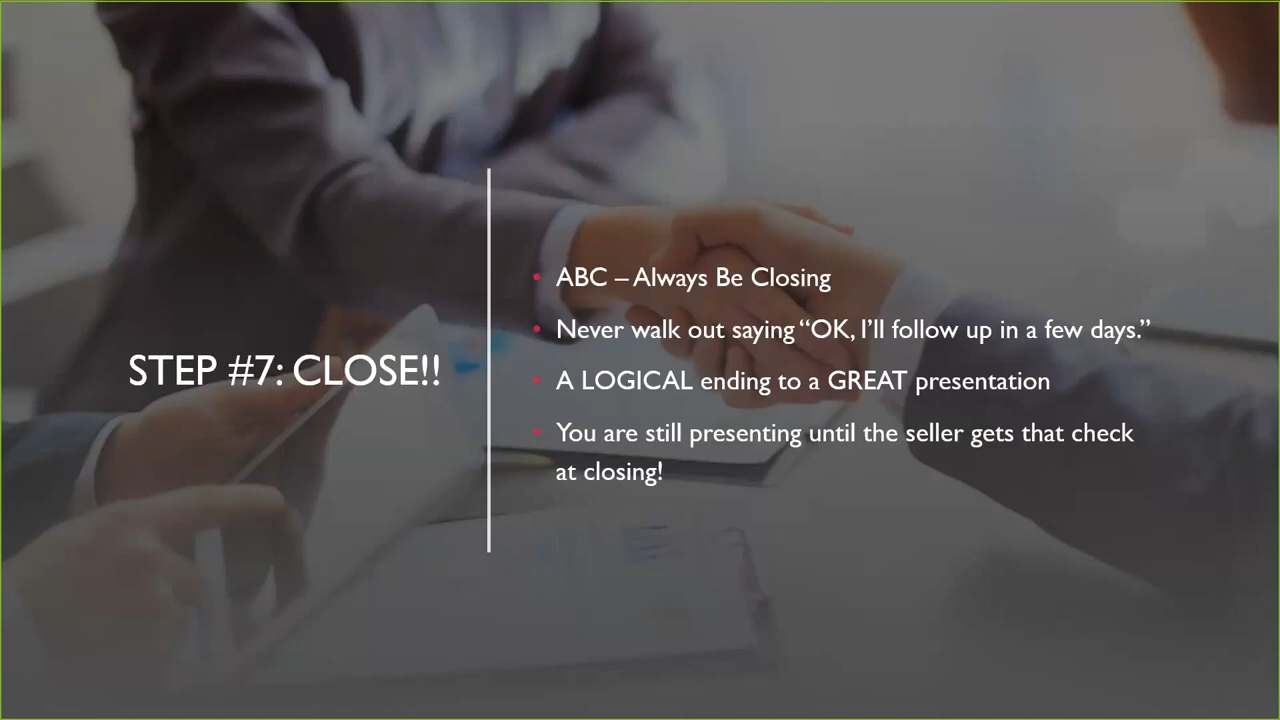 STEP #7: CLOSE!!
• ABC – Always Be Closing
• Never walk out saying “OK, I’ll follow up in a few days.”
• A LOGICAL ending to a GREAT presentation
• You are still presenting until the seller gets that check
at closing!